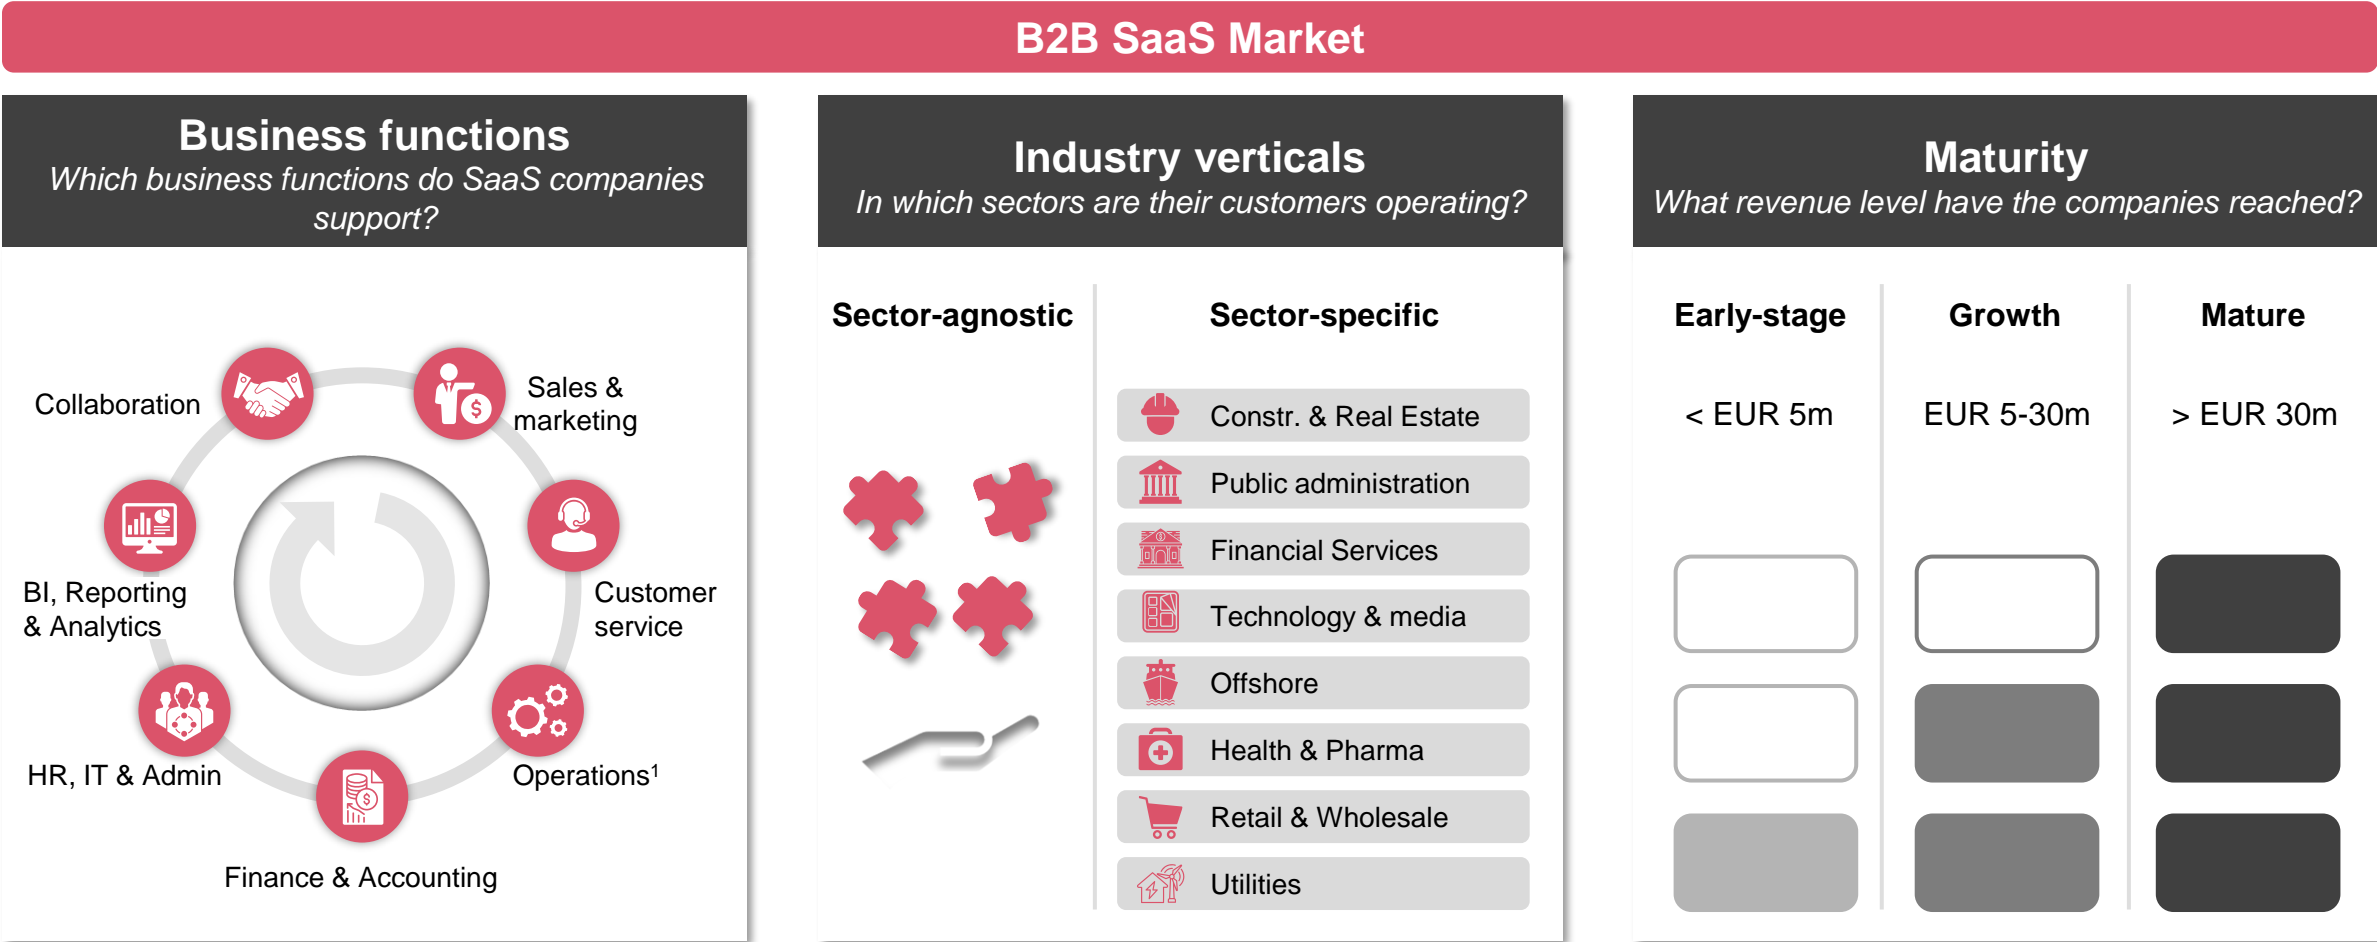 B2B SaaS Market
Business functions
Which business functions do SaaS companies
support?
Collaboration
Sales &
marketing
BI, Reporting
& Analytics
Customer
service
HR, IT & Admin
Operations¹
Finance & Accounting
Industry verticals
In which sectors are their customers operating?
Sector-agnostic
Sector-specific
Constr. & Real Estate
Public administration
Financial Services
Technology & media
Offshore
Health & Pharma
Retail & Wholesale
Utilities
Maturity
What revenue level have the companies reached?
Early-stage
Growth
Mature
< EUR 5m
EUR 5-30m
> EUR 30m